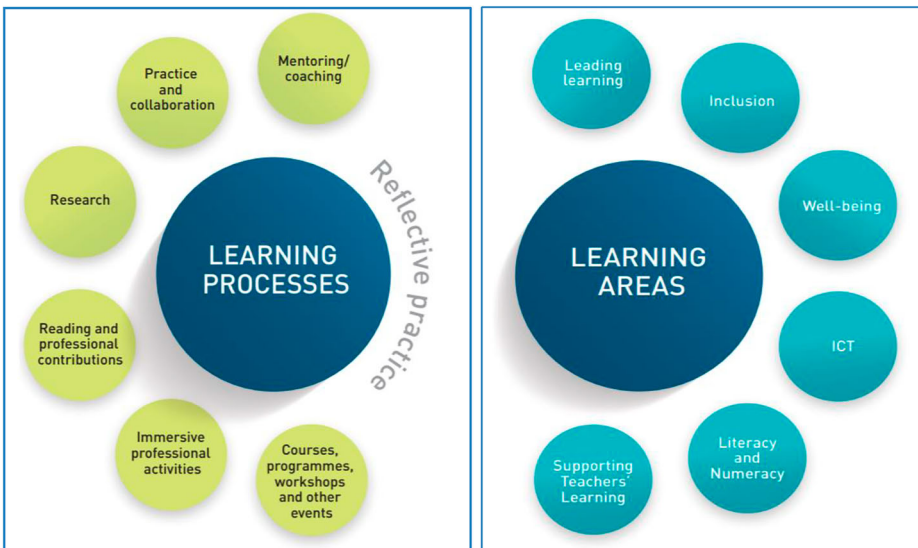 Mentoring/
coaching
Practice
and
collaboration
Research
Reading and
professional
contributions
Immersive
professional
activities
Courses,
programmes,
workshops
and other
events
LEARNING
PROCESSES
Reflective practice
Leading
learning
Inclusion
Well-being
ICT
Literacy
and
Numeracy
Supporting
Teachers'
Learning
LEARNING
AREAS